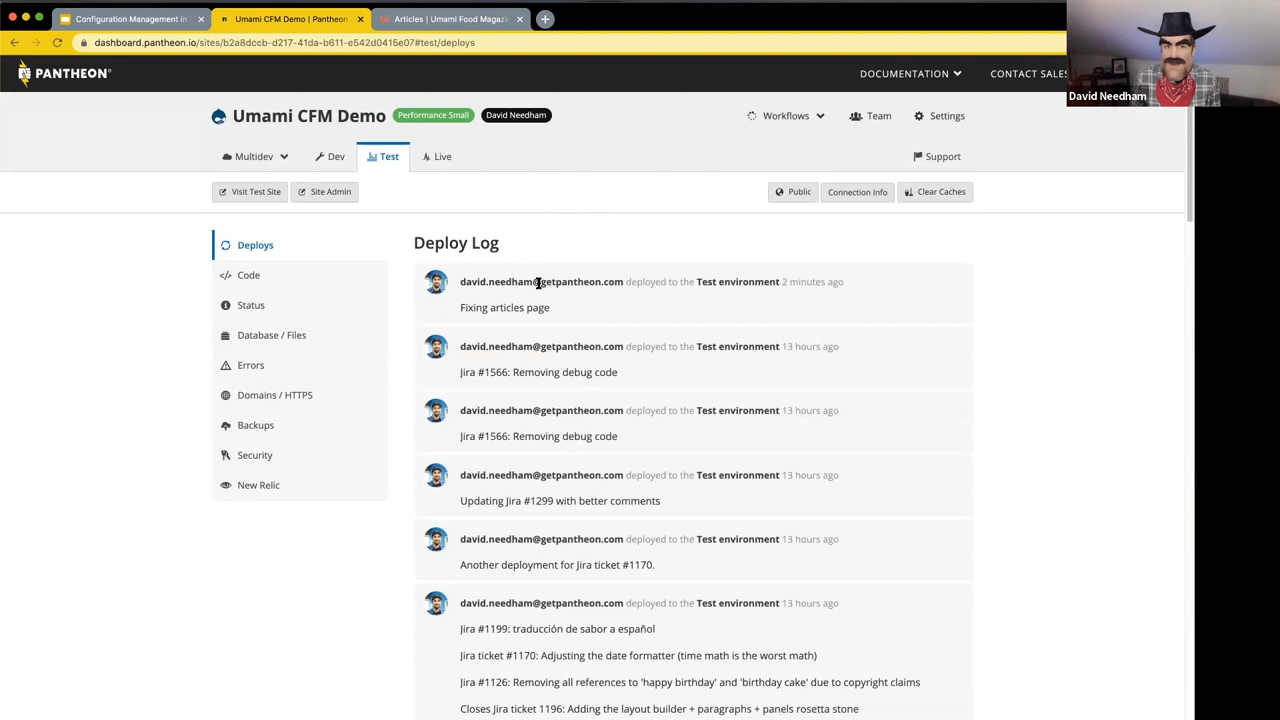 Configuration Management in
Umami CFM Demo | Pantheon
Articles | Umami Food Magazi
dashboard.pantheon.io/sites/b2a8dccb-d217-41da-b611-e542d0415e07#test/deploys
PANTHEON
DOCUMENTATION
CONTACT SALES
David Needham
Umami CFM Demo
Performance Small
David Needham
Workflows
Team
Settings
Multidev
Dev
Test
Live
Support
Visit Test Site
Site Admin
Public
Connection Info
Clear Caches
Deploys
Code
Status
Database / Files
Errors
Domains / HTTPS
Backups
Security
New Relic
Deploy Log
david.needham@getpantheon.com deployed to the Test environment 2 minutes ago
Fixing articles page
david.needham@getpantheon.com deployed to the Test environment 13 hours ago
Jira #1566: Removing debug code
david.needham@getpantheon.com deployed to the Test environment 13 hours ago
Jira #1566: Removing debug code
david.needham@getpantheon.com deployed to the Test environment 13 hours ago
Updating Jira #1299 with better comments
david.needham@getpantheon.com deployed to the Test environment 13 hours ago
Another deployment for Jira ticket #1170.
david.needham@getpantheon.com deployed to the Test environment 13 hours ago
Jira #1199: traducción de sabor a español
Jira ticket #1170: Adjusting the date formatter (time math is the worst math)
Jira #1126: Removing all references to 'happy birthday' and 'birthday cake' due to copyright claims
Closes Jira ticket 1196: Adding the layout builder + paragraphs + panels rosetta stone